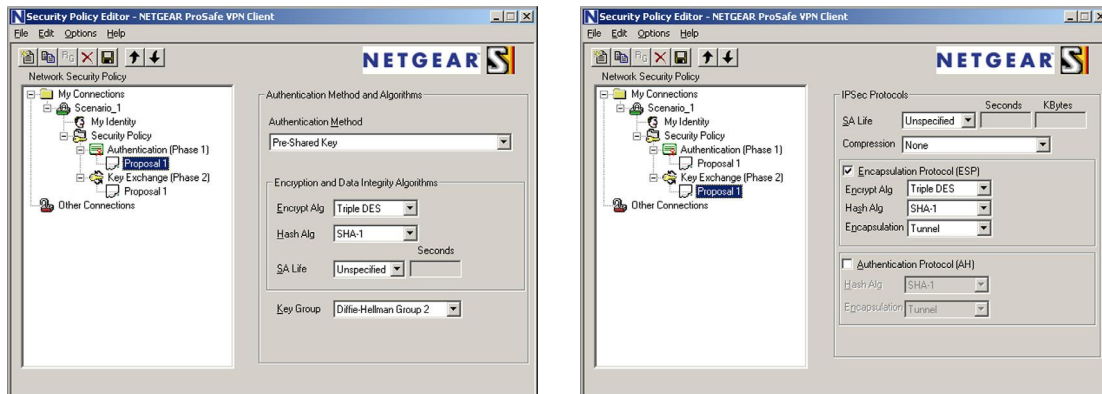 Security Policy Editor - NETGEAR ProSafe VPN Client
File Edit Options Help
NETGEAR
Network Security Policy
My Connections
Scenario_1
My Identity
Security Policy
Authentication (Phase 1)
Proposal 1
Key Exchange (Phase 2)
Proposal 1
Other Connections
Authentication Method and Algorithms
Authentication Method
Pre-Shared Key
Encryption and Data Integrity Algorithms
Encrypt Alg Triple DES
Hash Alg SHA-1
Seconds
SA Life Unspecified
Key Group Diffie-Hellman Group 2
Security Policy Editor - NETGEAR ProSafe VPN Client
File Edit Options Help
NETGEAR
Network Security Policy
My Connections
Scenario_1
My Identity
Security Policy
Authentication (Phase 1)
Proposal 1
Key Exchange (Phase 2)
Proposal 1
Other Connections
IPSec Protocols
Seconds KBytes
SA Life Unspecified
Compression None
Encapsulation Protocol (ESP)
Encrypt Alg Triple DES
Hash Alg SHA-1
Encapsulation Tunnel
Authentication Protocol (AH)
Hash Alg SHA-1
Encapsulation Tunnel